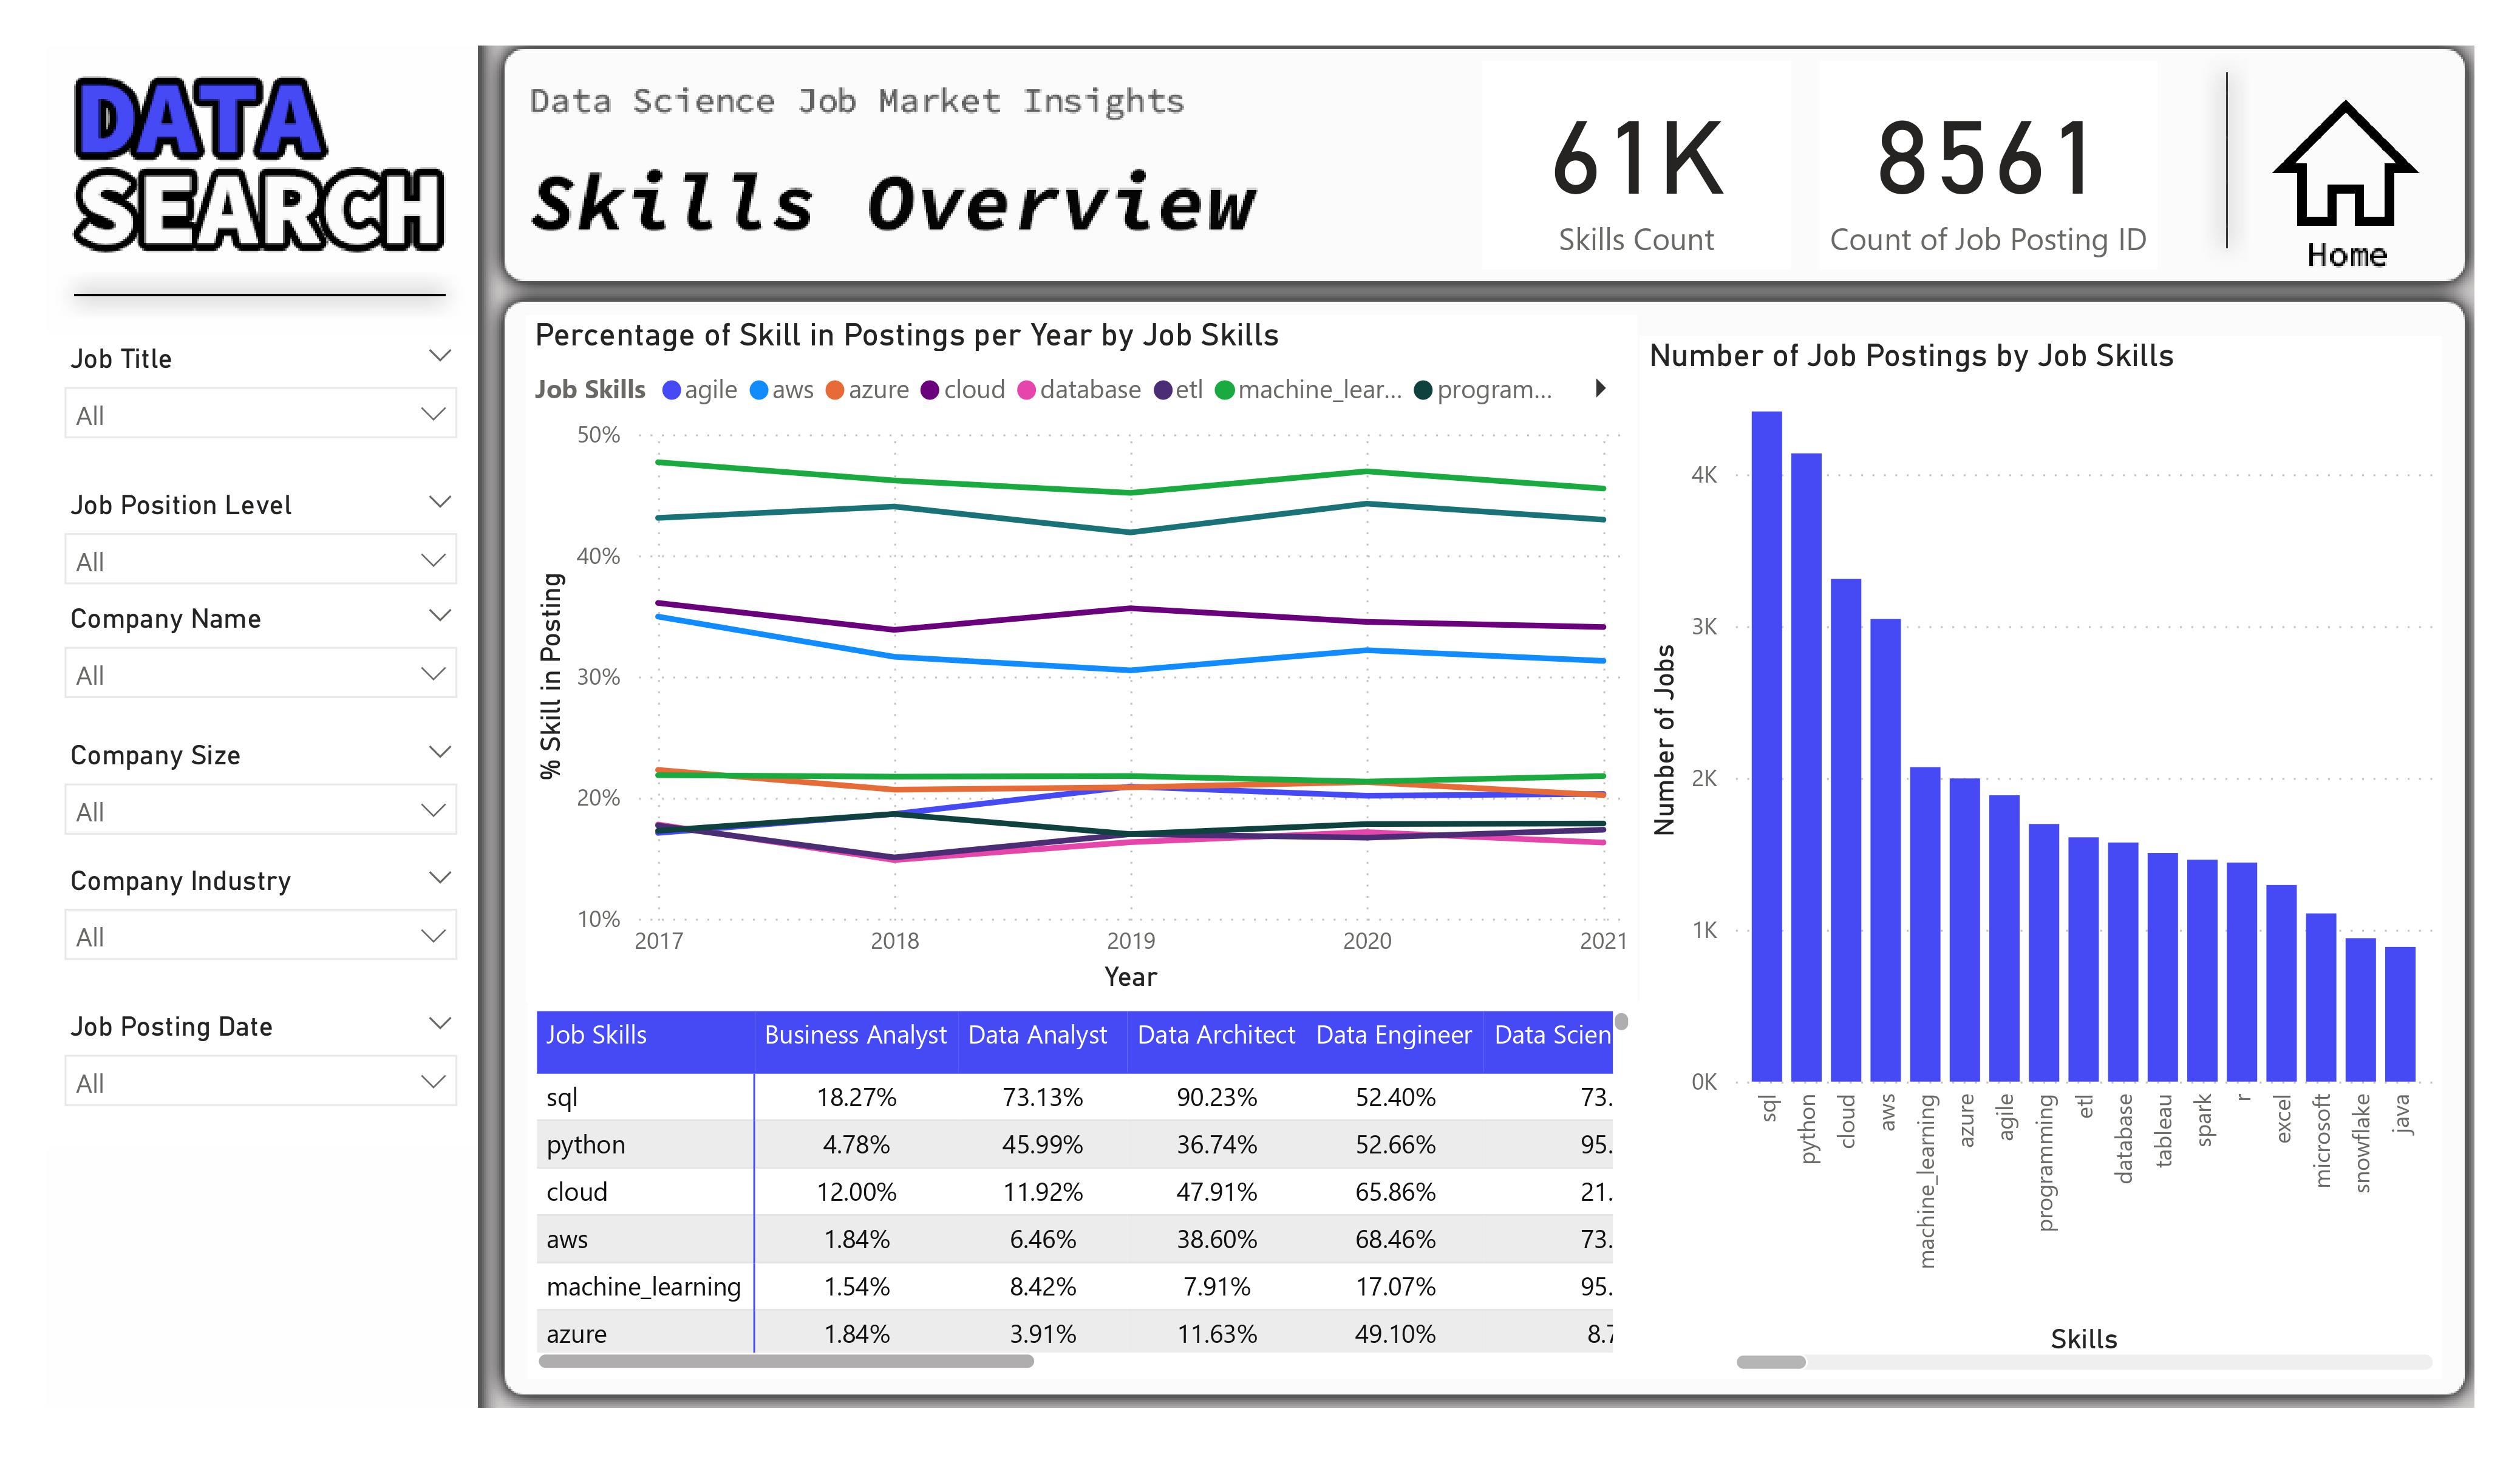 DATA
SEARCH
Job Title
All
Job Position Level
All
Company Name
All
Company Size
All
Company Industry
All
Job Posting Date
All
Data Science Job Market Insights
Skills Overview
61K
Skills Count
8561
Count of Job Posting ID
Home
Percentage of Skill in Postings per Year by Job Skills
Job Skills agile aws azure cloud database etl machine_lear... program...
% Skill in Posting
50%
40%
30%
20%
10%
2017 2018 2019 2020 2021
Year
Job Skills Business Analyst Data Analyst Data Architect Data Engineer Data Scien
sql 18.27% 73.13% 90.23% 52.40% 73.
python 4.78% 45.99% 36.74% 52.66% 95.
cloud 12.00% 11.92% 47.91% 65.86% 21.
aws 1.84% 6.46% 38.60% 68.46% 73.
machine_learning 1.54% 8.42% 7.91% 17.07% 95.
azure 1.84% 3.91% 11.63% 49.10% 8.7
Number of Job Postings by Job Skills
Number of Jobs
4K
3K
2K
1K
0K
sql
python
cloud
aws
machine_learning
azure
agile
programming
etl
database
tableau
spark
r
excel
microsoft
snowflake
java
Skills